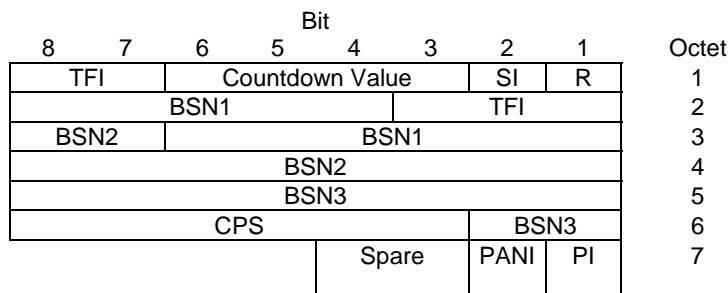 Bit
8 7 6 5 4 3 2 1 Octet
TFI Countdown Value SI R 1
BSN1 TFI 2
BSN2 BSN1 3
BSN2 4
BSN3 5
CPS BSN3 6
Spare PANI PI 7